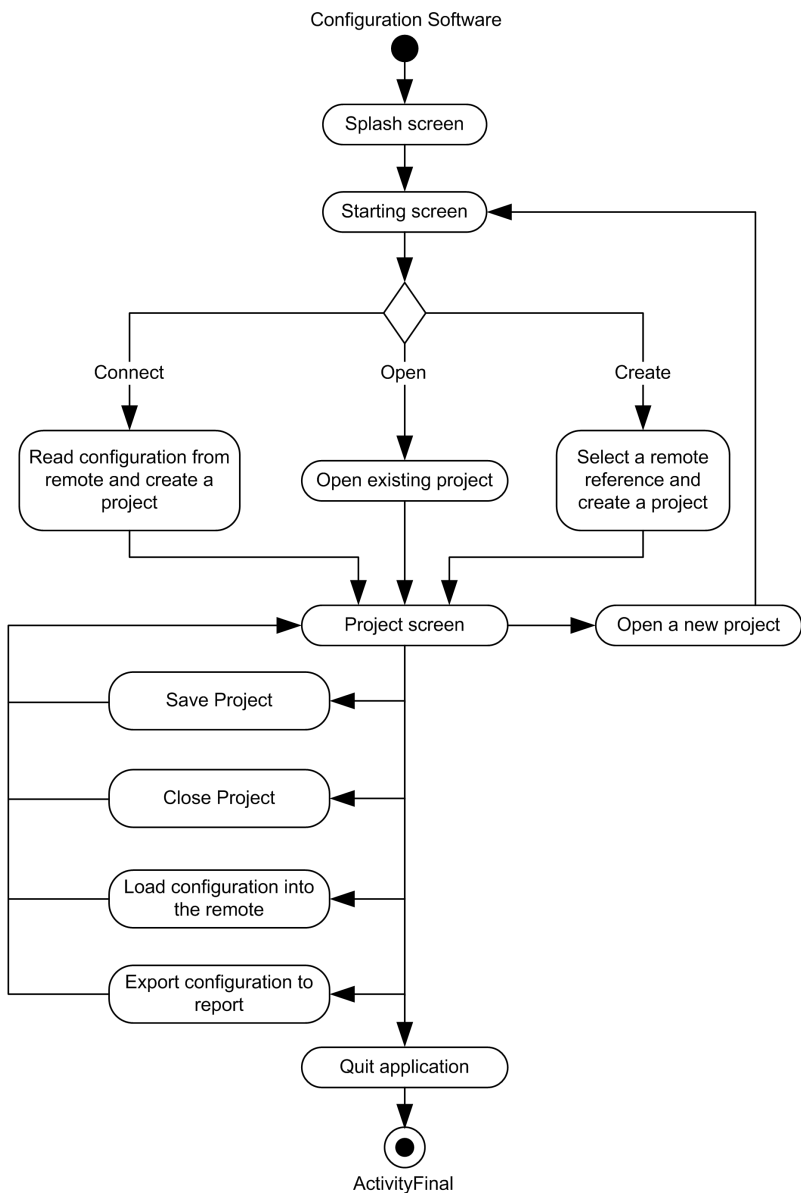 Configuration Software
Splash screen
Starting screen
Connect
Open
Create
Read configuration from
remote and create a
project
Open existing project
Select a remote
reference and
create a project
Project screen
Open a new project
Save Project
Close Project
Load configuration into
the remote
Export configuration to
report
Quit application
ActivityFinal